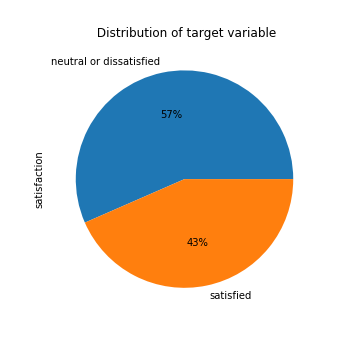 Distribution of target variable
neutral or dissatisfied
57%
satisfaction
43%
satisfied